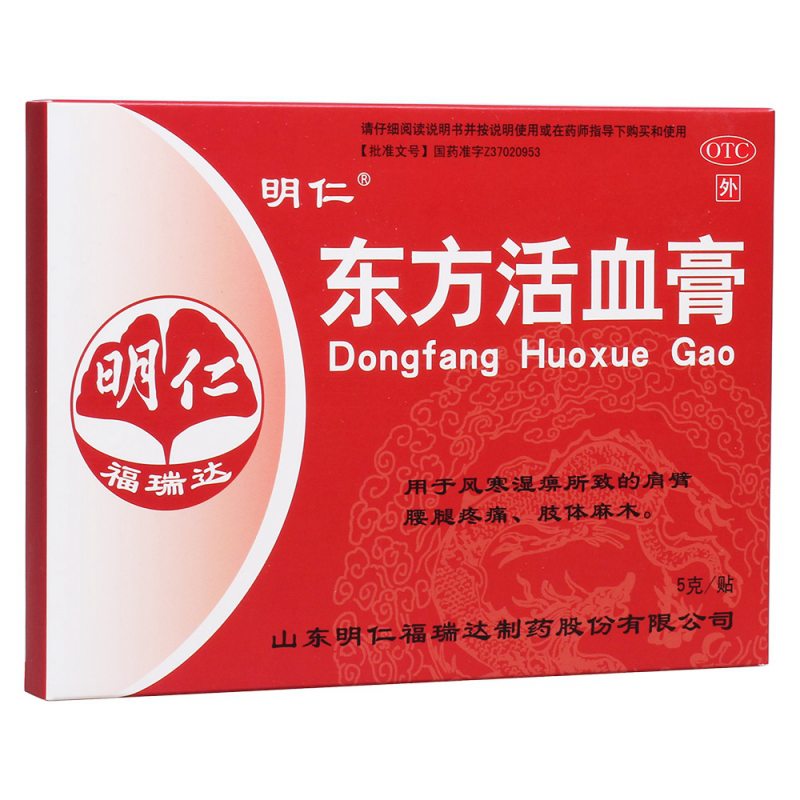 请仔细阅读说明书并按说明使用或在药师指导下购买和使用
【批准文号】国药准字Z37020953
OTC
外
明仁®
东方活血膏
Dongfang Huoxue Gao
明仁
福瑞达
用于风寒湿痹所致的肩臂
腰腿疼痛、肢体麻木。
5克/贴
山东明仁福瑞达制药股份有限公司